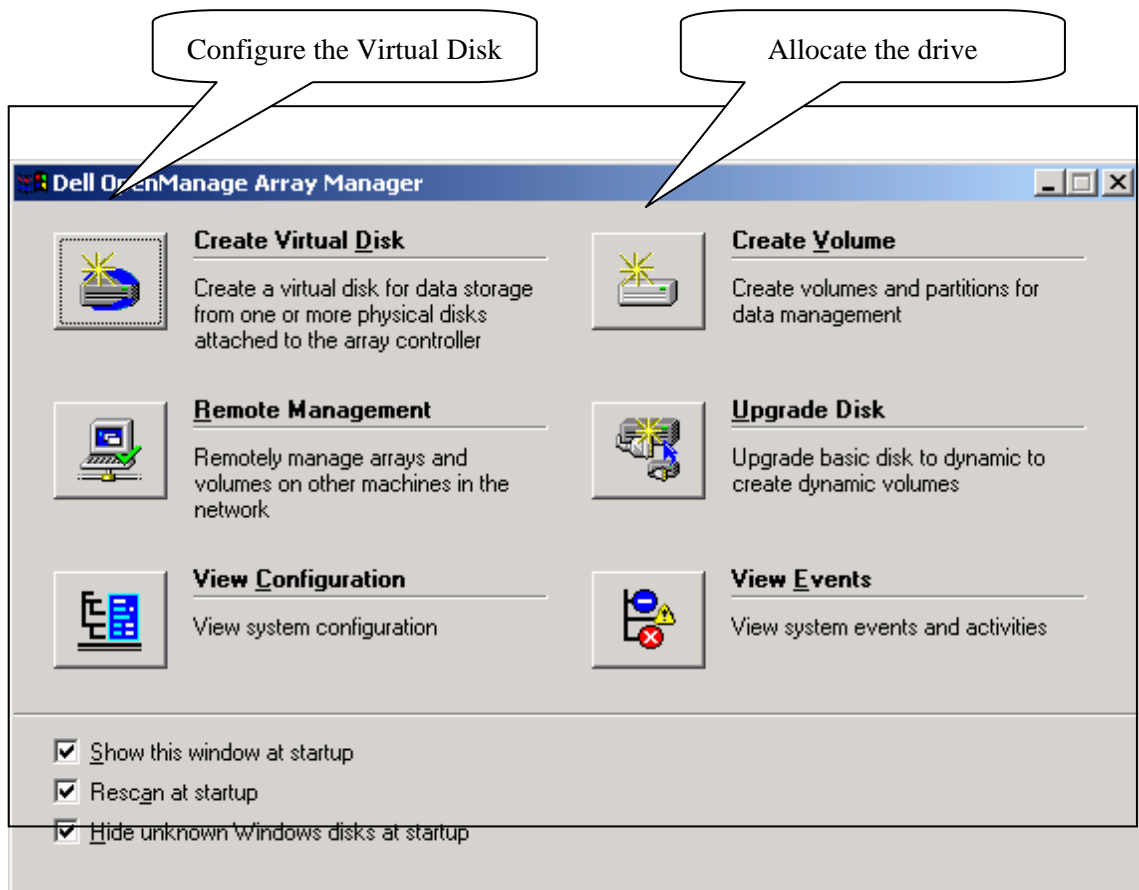 Configure the Virtual Disk
Allocate the drive
Dell OpenManage Array Manager
Create Virtual Disk
Create a virtual disk for data storage
from one or more physical disks
attached to the array controller
Create Volume
Create volumes and partitions for
data management
Remote Management
Remotely manage arrays and
volumes on other machines in the
network
Upgrade Disk
Upgrade basic disk to dynamic to
create dynamic volumes
View Configuration
View system configuration
View Events
View system events and activities
Show this window at startup
Rescan at startup
Hide unknown Windows disks at startup